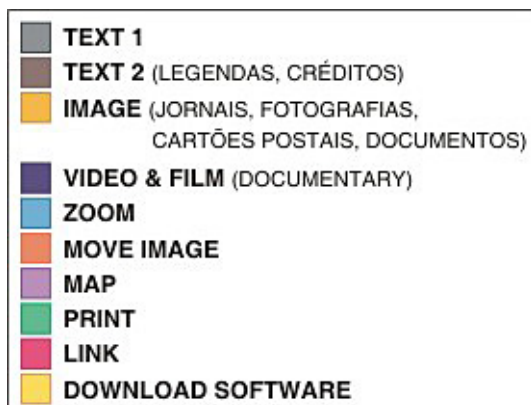 TEXT 1
TEXT 2 (LEGENDAS, CRÉDITOS)
IMAGE (JORNAIS, FOTOGRAFIAS,
CARTÕES POSTAIS, DOCUMENTOS)
VIDEO & FILM (DOCUMENTARY)
ZOOM
MOVE IMAGE
MAP
PRINT
LINK
DOWNLOAD SOFTWARE